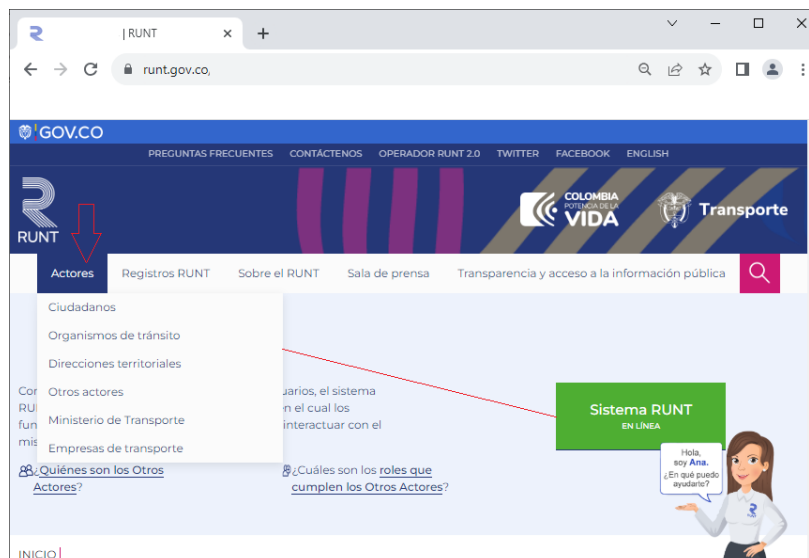 | RUNT
runt.gov.co,
GOV.CO
PREGUNTAS FRECUENTES CONTÁCTENOS OPERADOR RUNT 2.0 TWITTER FACEBOOK ENGLISH
RUNT
COLOMBIA
POTENCIA DE LA
VIDA
Transporte
Actores Registros RUNT Sobre el RUNT Sala de prensa Transparencia y acceso a la información pública
Ciudadanos
Organismos de tránsito
Direcciones territoriales
Otros actores
Ministerio de Transporte
Empresas de transporte
el sistema
en el cual los
interactuar con el
Sistema RUNT
EN LÍNEA
¿Quiénes son los Otros
Actores?
¿Cuáles son los roles que
cumplen los Otros Actores?
Hola,
soy Ana.
¿En qué puedo
ayudarte?
INICIO